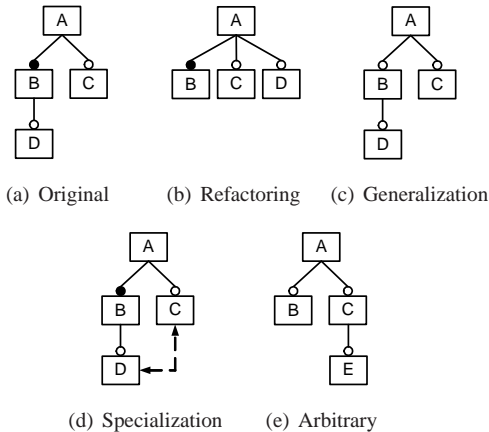 A
B
C
D
(a) Original
A
B
C
D
(b) Refactoring
A
B
C
D
(c) Generalization
A
B
C
D
(d) Specialization
A
B
C
E
(e) Arbitrary